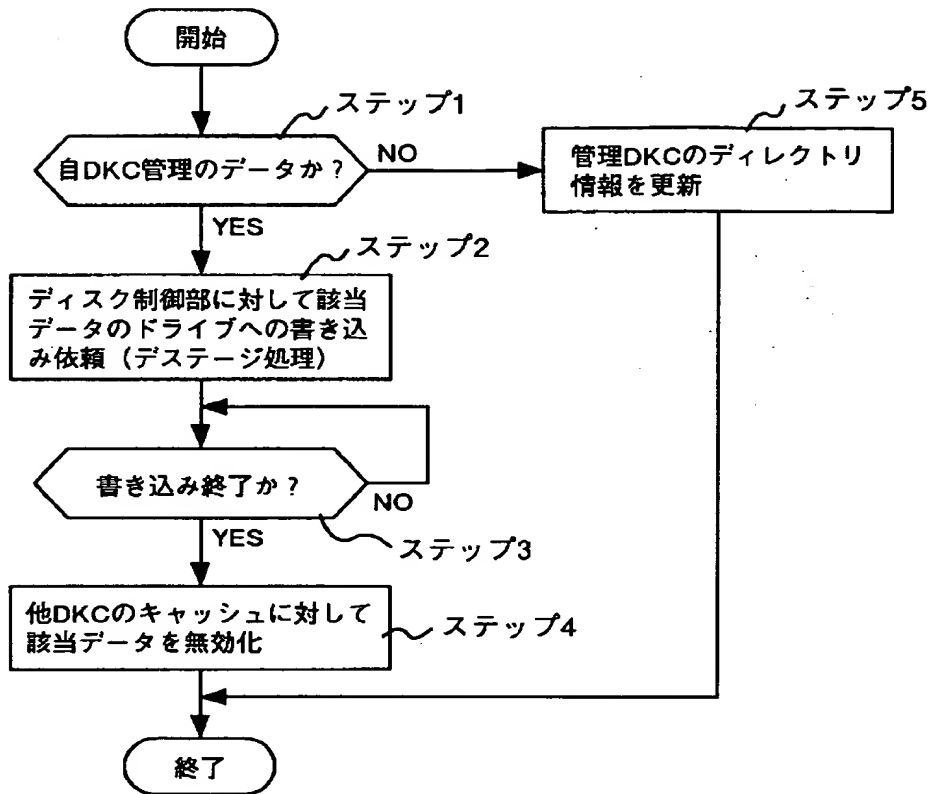 開始
ステップ1
自DKC管理のデータか?
NO
YES
ステップ5
管理DKCのディレクトリ
情報を更新
ステップ2
ディスク制御部に対して該当
データのドライブへの書き込
み依頼(デステージ処理)
書き込み終了か?
NO
YES
ステップ3
他DKCのキャッシュに対して
該当データを無効化
ステップ4
終了